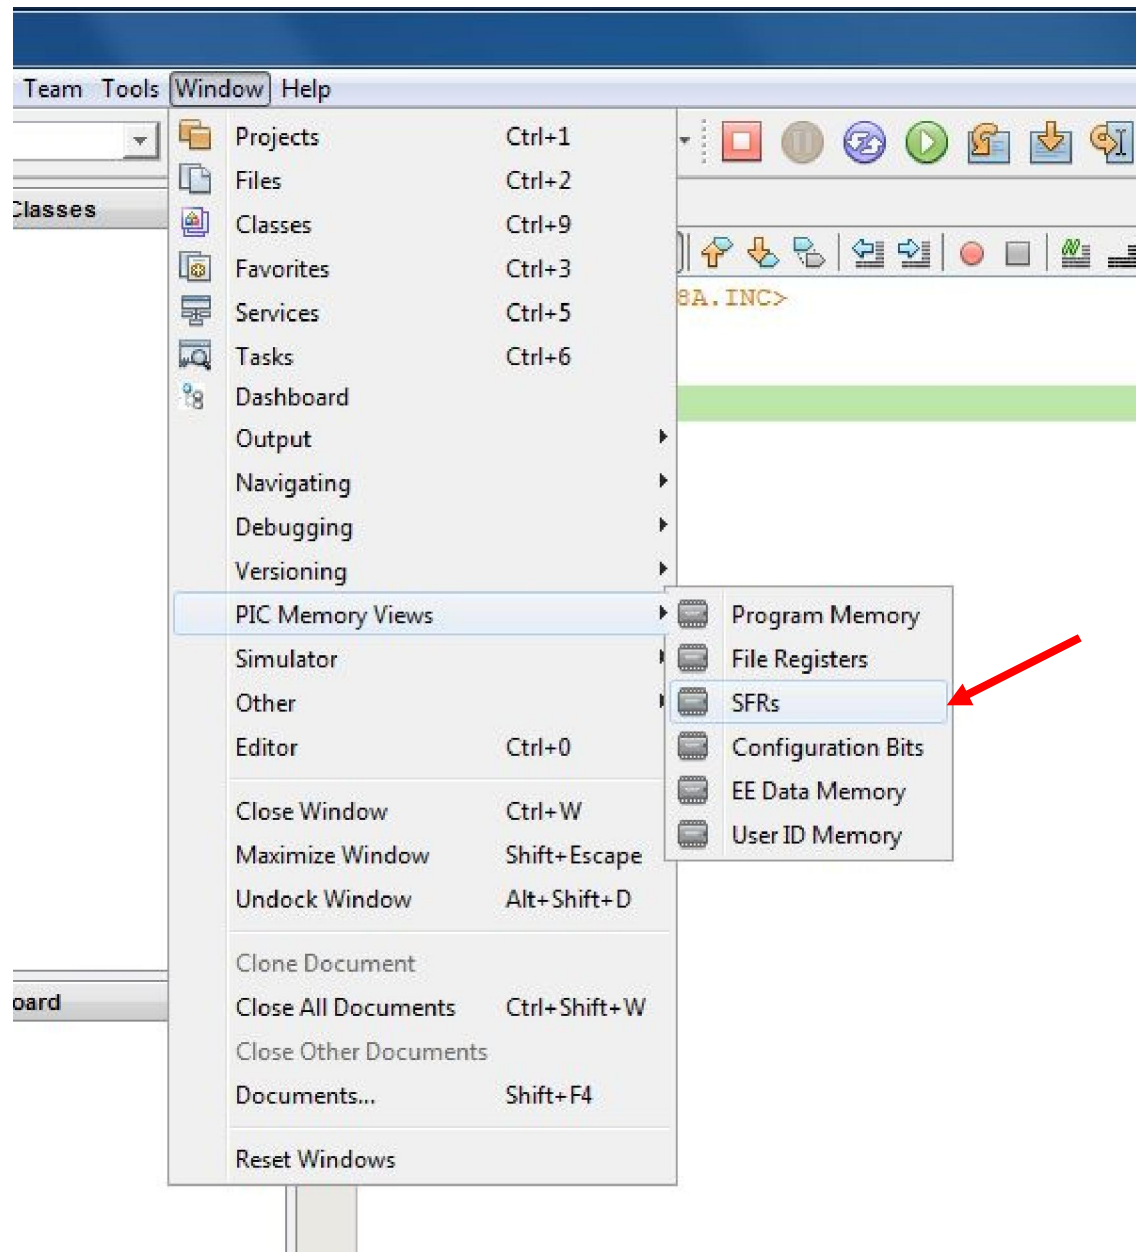 Team Tools Window Help
Projects Ctrl+1
Files Ctrl+2
Classes
Classes Ctrl+9
Favorites Ctrl+3
8A.INC>
Services Ctrl+5
Tasks Ctrl+6
Dashboard
Output
Navigating
Debugging
Versioning
PIC Memory Views
Program Memory
Simulator
File Registers
Other
SFRs
Editor Ctrl+0
Configuration Bits
EE Data Memory
User ID Memory
Close Window Ctrl+W
Maximize Window Shift+Escape
Undock Window Alt+Shift+D
Clone Document
oard
Close All Documents Ctrl+Shift+W
Close Other Documents
Documents... Shift+F4
Reset Windows